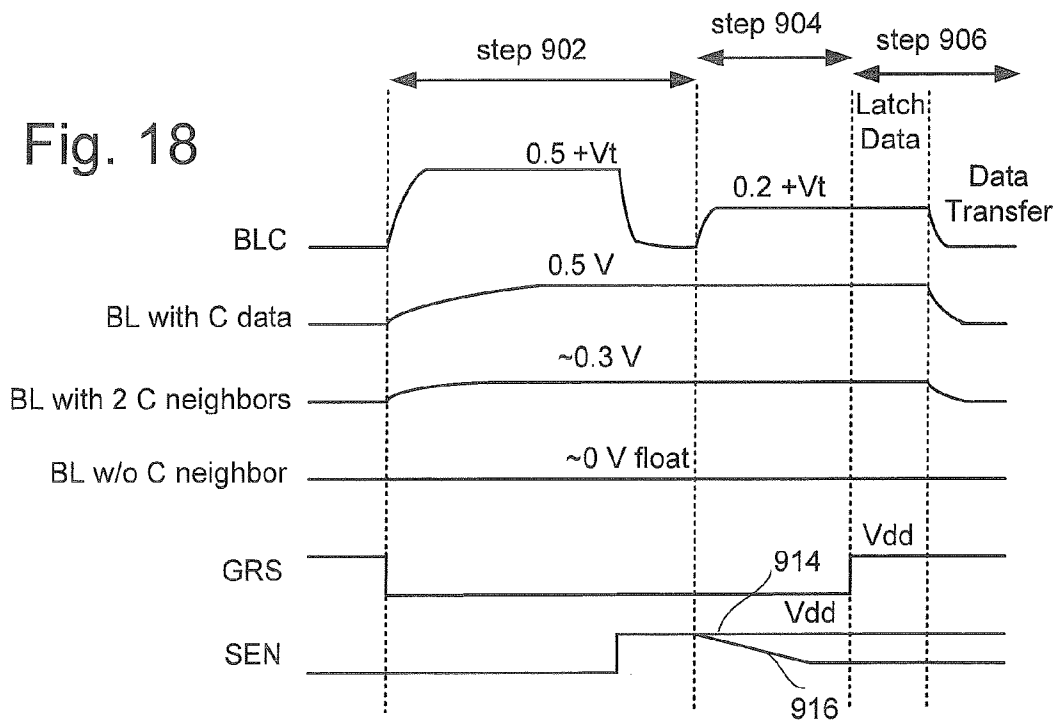 step 902
step 904
step 906
Fig. 18
Latch
Data
0.5 +Vt
0.2 +Vt
Data
Transfer
BLC
0.5 V
BL with C data
~0.3 V
BL with 2 C neighbors
~0 V float
BL w/o C neighbor
Vdd
GRS
914
Vdd
SEN
916